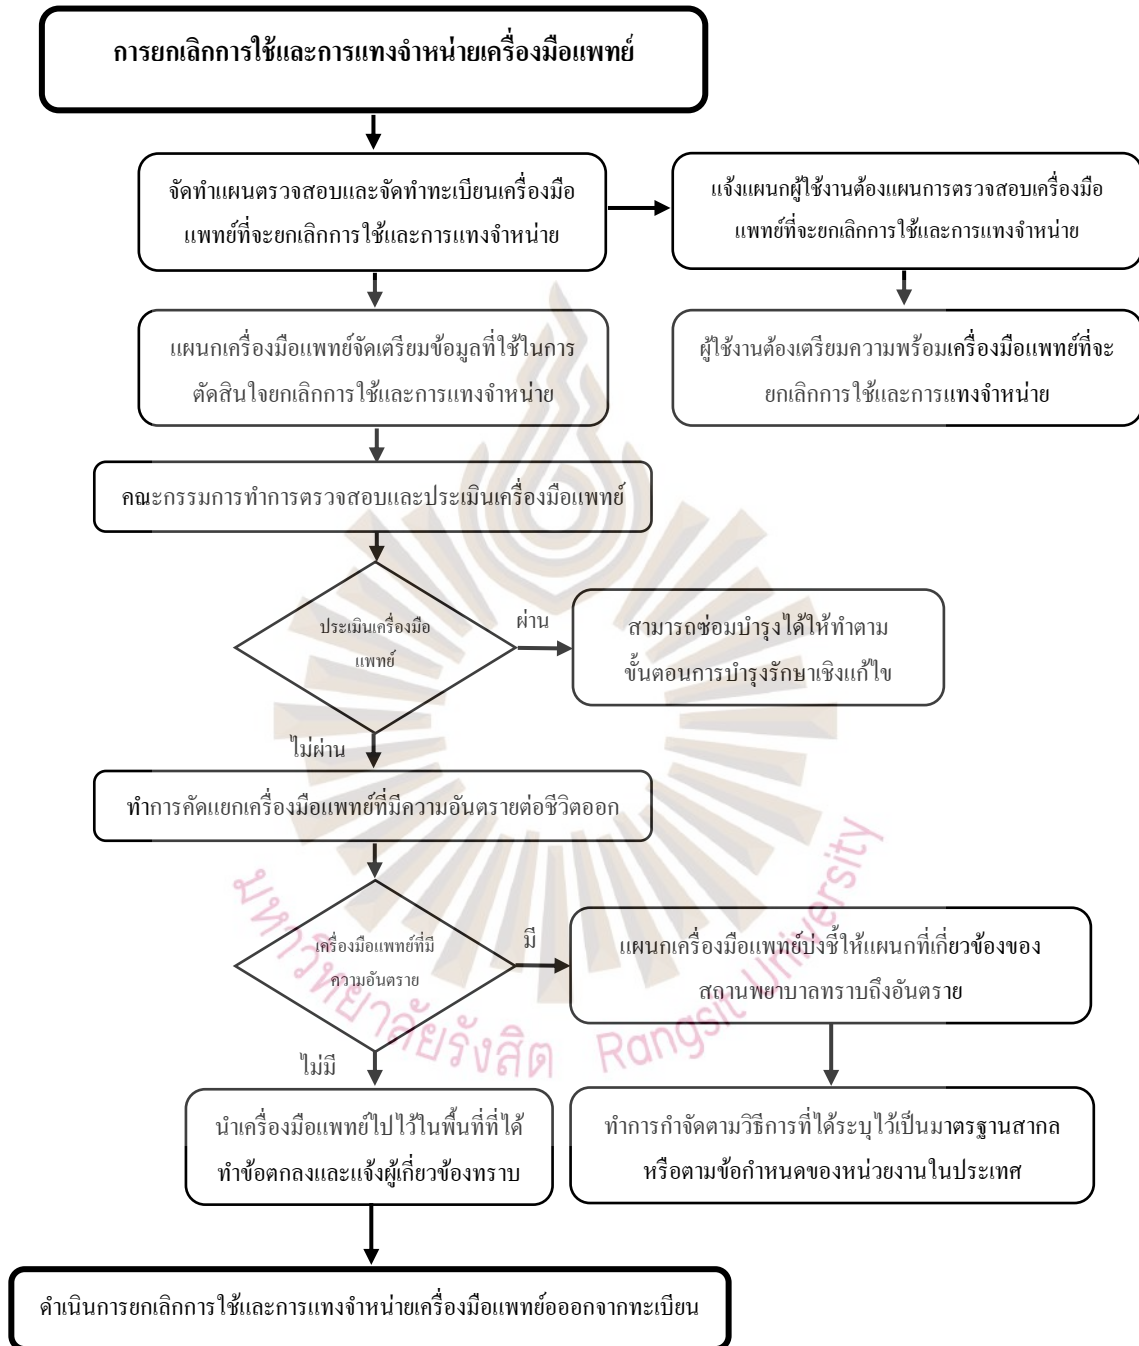 การยกเลิกการใช้และการแทงจำหน่ายเครื่องมือแพทย์
จัดทำแผนตรวจสอบและจัดทำทะเบียนเครื่องมือ
แพทย์ที่จะยกเลิกการใช้และการแทงจำหน่าย
แจ้งแผนกผู้ใช้งานต้องแผนการตรวจสอบเครื่องมือ
แพทย์ที่จะยกเลิกการใช้และการแทงจำหน่าย
แผนกเครื่องมือแพทย์จัดเตรียมข้อมูลที่ใช้ในการ
ตัดสินใจยกเลิกการใช้และการแทงจำหน่าย
ผู้ใช้งานต้องเตรียมความพร้อมเครื่องมือแพทย์ที่จะ
ยกเลิกการใช้และการแทงจำหน่าย
คณะกรรมการทำการตรวจสอบและประเมินเครื่องมือแพทย์
ประเมินเครื่องมือ
แพทย์
ผ่าน
สามารถซ่อมบำรุงได้ให้ทำตาม
ขั้นตอนการบำรุงรักษาเชิงแก้ไข
ไม่ผ่าน
ทำการคัดแยกเครื่องมือแพทย์ที่มีความอันตรายต่อชีวิตออก
เครื่องมือแพทย์ที่มี
ความอันตราย
มี
แผนกเครื่องมือแพทย์บ่งชี้ให้แผนกที่เกี่ยวข้องของ
สถานพยาบาลทราบถึงอันตราย
มหาวิทยาลัยรังสิต Rangsit University
ไม่มี
นำเครื่องมือแพทย์ไปไว้ในพื้นที่ที่ได้
ทำข้อตกลงและแจ้งผู้เกี่ยวข้องทราบ
ทำการกำจัดตามวิธีการที่ได้ระบุไว้เป็นมาตรฐานสากล
หรือตามข้อกำหนดของหน่วยงานในประเทศ
ดำเนินการยกเลิกการใช้และการแทงจำหน่ายเครื่องมือแพทย์อออกจากทะเบียน